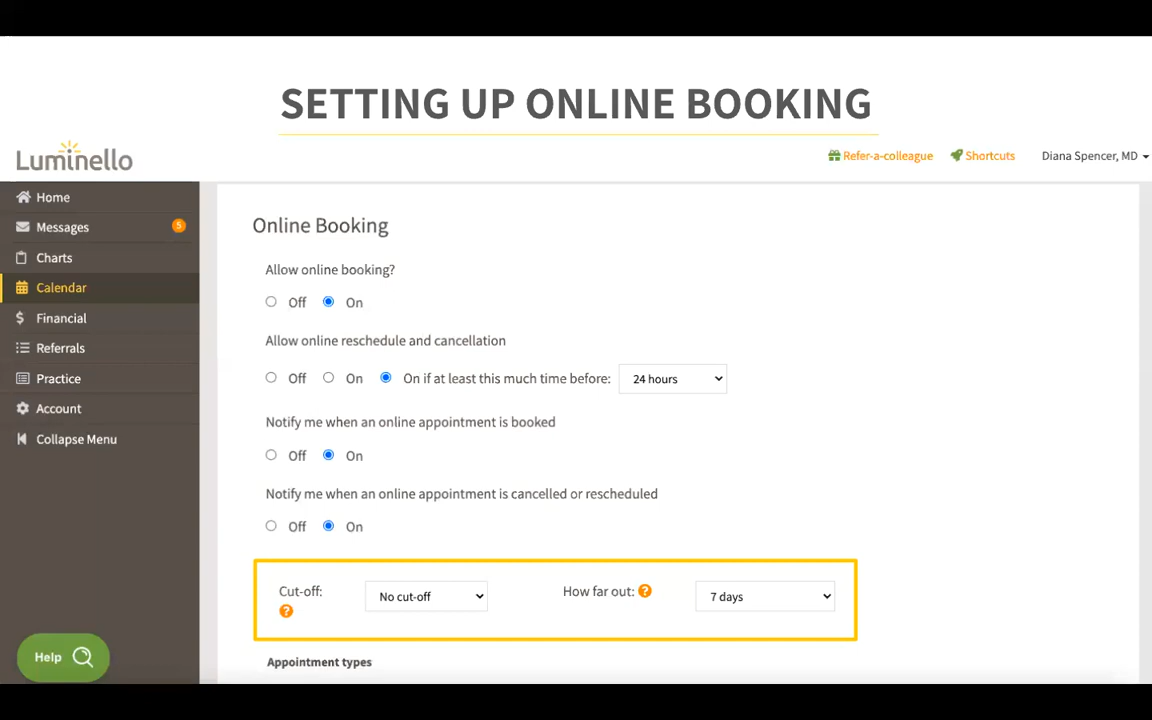 SETTING UP ONLINE BOOKING
Luminello
Refer-a-colleague
Shortcuts
Diana Spencer, MD
Home
Messages
5
Charts
Calendar
Financial
Referrals
Practice
Account
Collapse Menu
Help
Online Booking
Allow online booking?
Off On
Allow online reschedule and cancellation
Off On On if at least this much time before: 24 hours
Notify me when an online appointment is booked
Off On
Notify me when an online appointment is cancelled or rescheduled
Off On
Cut-off: ? No cut-off How far out: ? 7 days
Appointment types